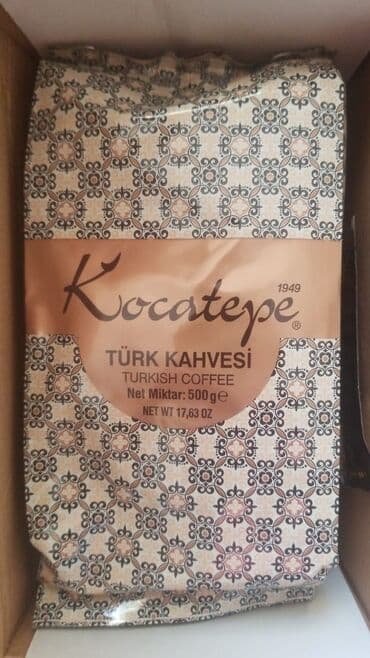 1949
Kocatepe®
TÜRK KAHVESİ
TURKISH COFFEE
Net Miktar: 500g℮
NET WT 17,63 OZ